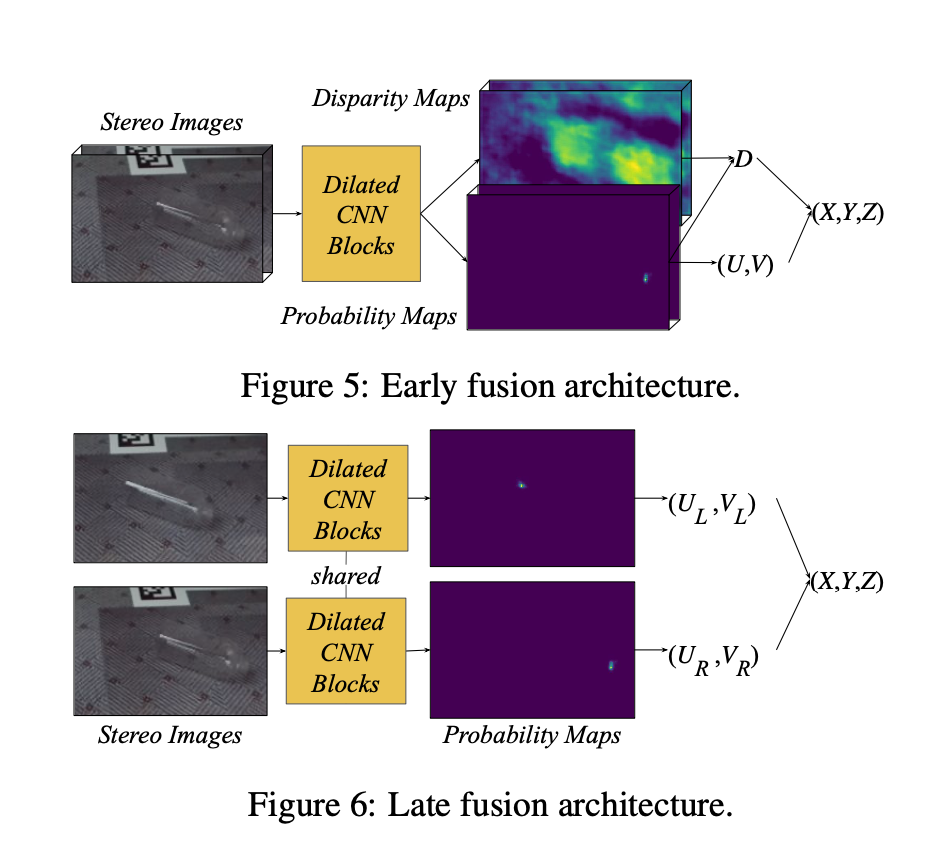 Stereo Images
Disparity Maps
Dilated
CNN
Blocks
D
(X,Y,Z)
(U,V)
Probability Maps
Figure 5: Early fusion architecture.
Dilated
CNN
Blocks
(U_L,V_L)
shared
(X,Y,Z)
Dilated
CNN
Blocks
(U_R,V_R)
Stereo Images
Probability Maps
Figure 6: Late fusion architecture.